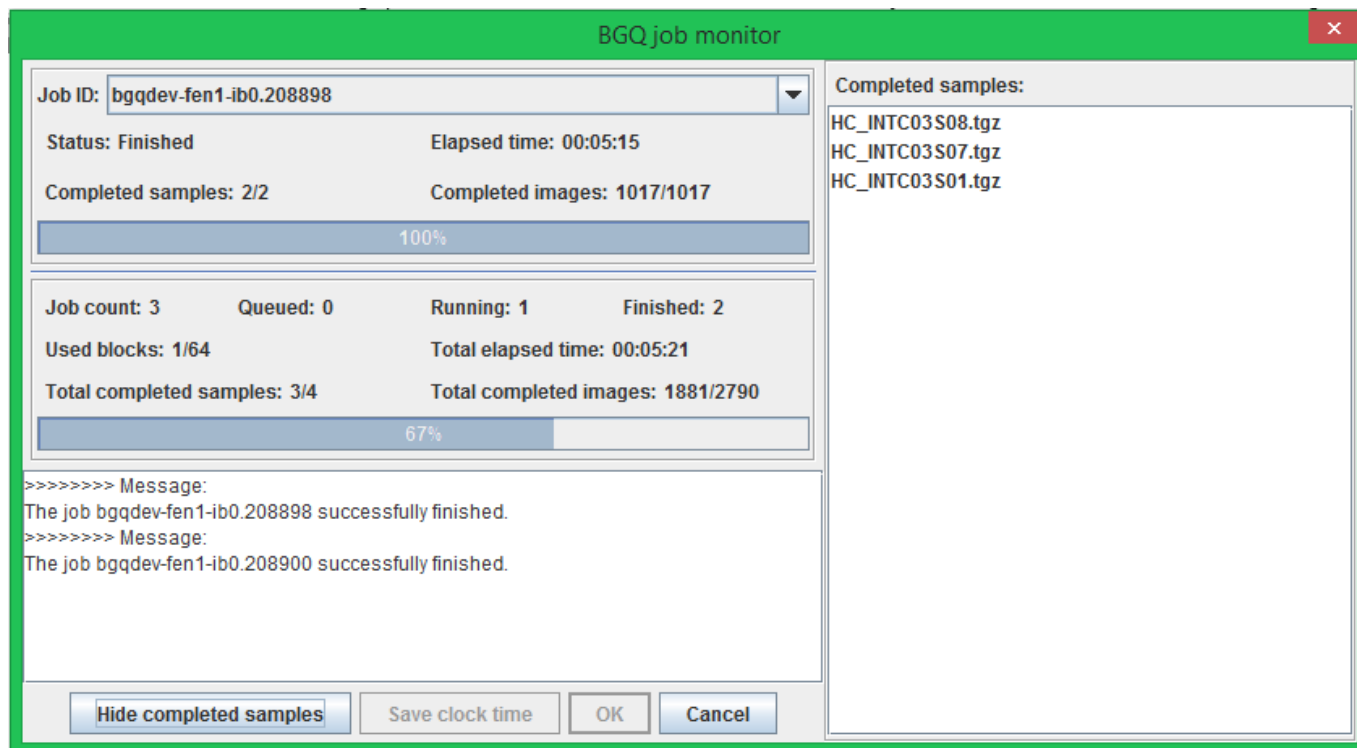 BGQ job monitor
Job ID: bgqdev-fen1-ib0.208898
Status: Finished Elapsed time: 00:05:15
Completed samples: 2/2 Completed images: 1017/1017
100%
Job count: 3 Queued: 0 Running: 1 Finished: 2
Used blocks: 1/64 Total elapsed time: 00:05:21
Total completed samples: 3/4 Total completed images: 1881/2790
67%
>>>>>>>> Message:
The job bgqdev-fen1-ib0.208898 successfully finished.
>>>>>>>> Message:
The job bgqdev-fen1-ib0.208900 successfully finished.
Hide completed samples Save clock time OK Cancel
Completed samples:
HC_INTC03S08.tgz
HC_INTC03S07.tgz
HC_INTC03S01.tgz